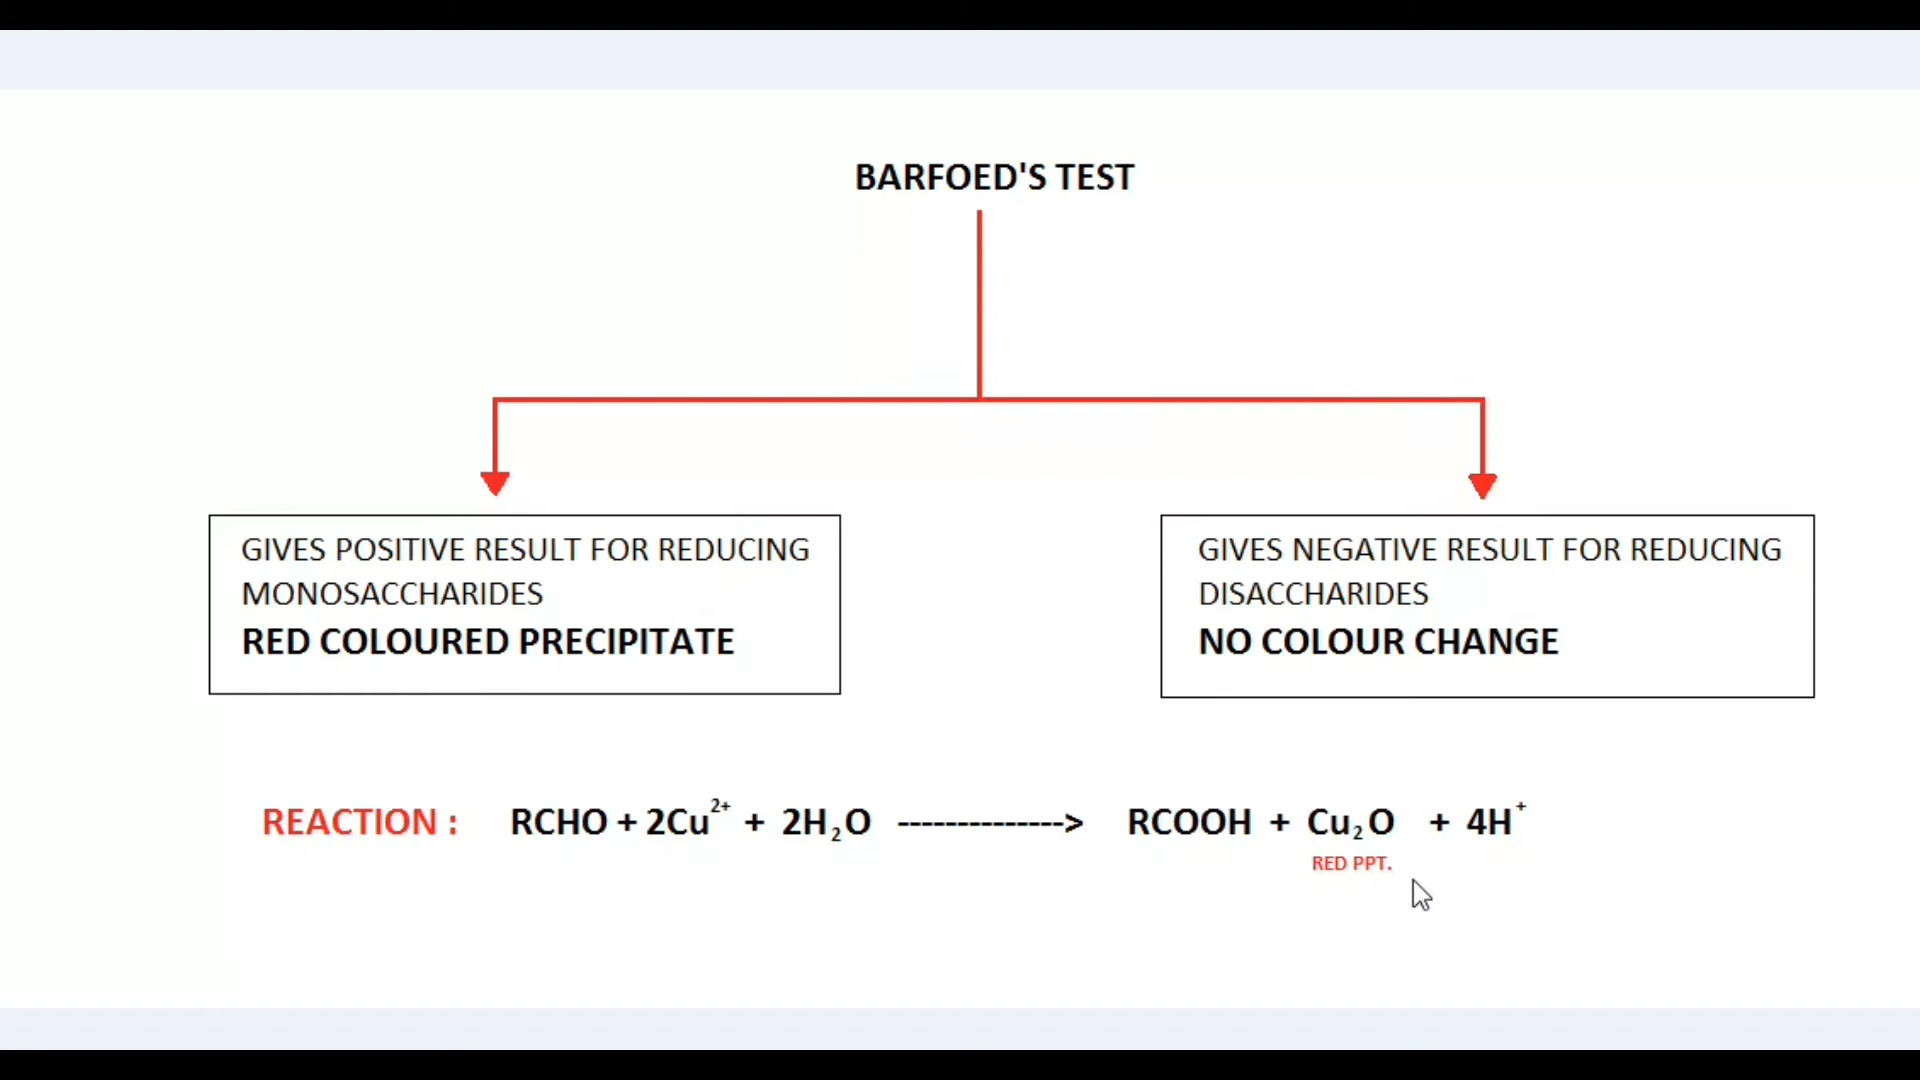 BARFOED'S TEST
GIVES POSITIVE RESULT FOR REDUCING
MONOSACCHARIDES
RED COLOURED PRECIPITATE
GIVES NEGATIVE RESULT FOR REDUCING
DISACCHARIDES
NO COLOUR CHANGE
REACTION : RCHO + 2Cu²⁺ + 2H₂O --------------> RCOOH + Cu₂O + 4H⁺
RED PPT.